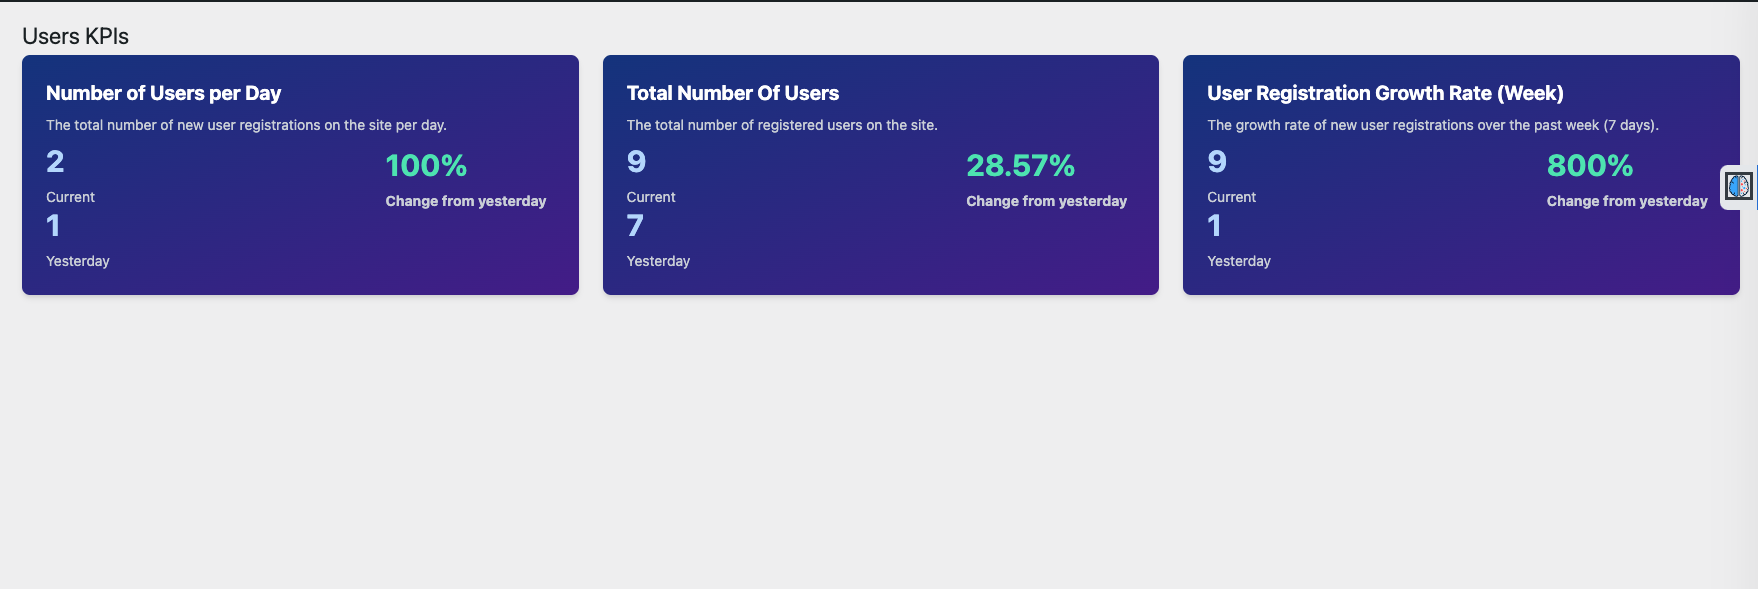 Users KPIs
Number of Users per Day
The total number of new user registrations on the site per day.
2
Current
1
Yesterday
100%
Change from yesterday
Total Number Of Users
The total number of registered users on the site.
9
Current
7
Yesterday
28.57%
Change from yesterday
User Registration Growth Rate (Week)
The growth rate of new user registrations over the past week (7 days).
9
Current
1
Yesterday
800%
Change from yesterday